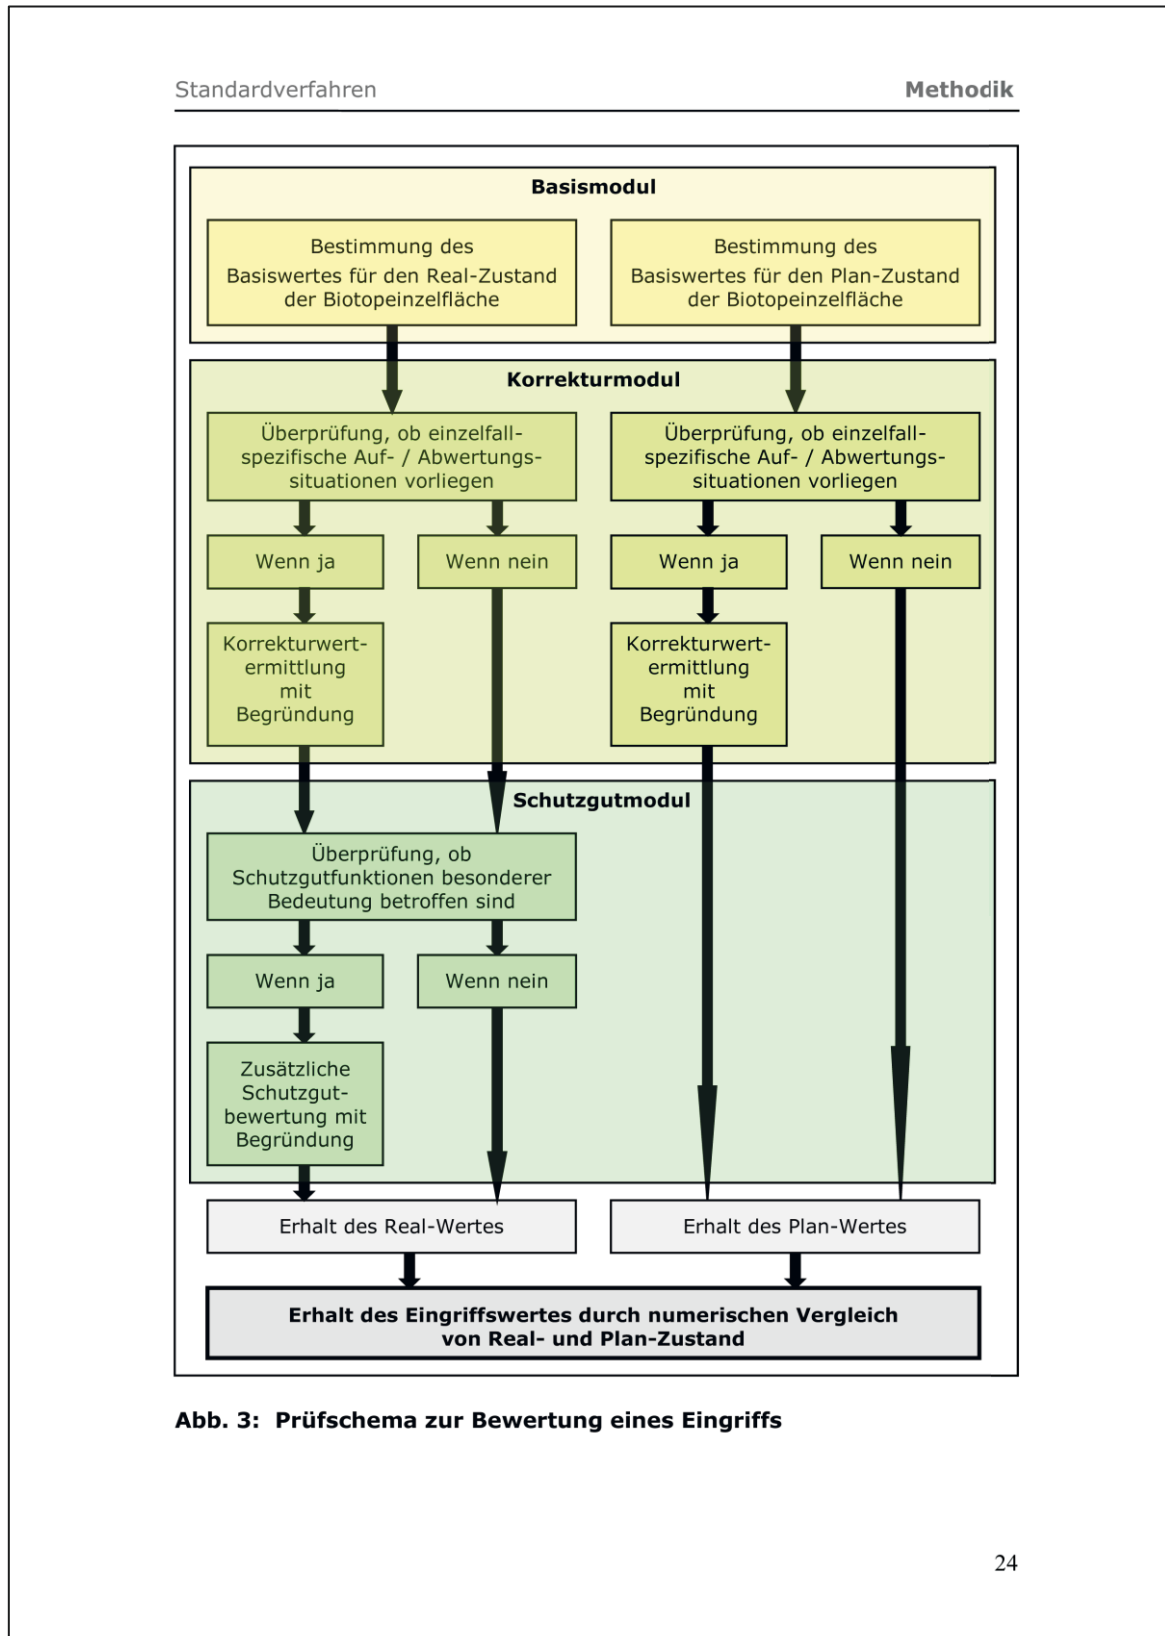 Standardverfahren
Methodik
Basismodul
Bestimmung des
Basiswertes für den Real-Zustand
der Biotopeinzelfläche
Bestimmung des
Basiswertes für den Plan-Zustand
der Biotopeinzelfläche
Korrekturmodul
Überprüfung, ob einzelfall-
spezifische Auf- / Abwertungs-
situationen vorliegen
Überprüfung, ob einzelfall-
spezifische Auf- / Abwertungs-
situationen vorliegen
Wenn ja
Wenn nein
Wenn ja
Wenn nein
Korrekturwert-
ermittlung
mit
Begründung
Korrekturwert-
ermittlung
mit
Begründung
Schutzgutmodul
Überprüfung, ob
Schutzgutfunktionen besonderer
Bedeutung betroffen sind
Wenn ja
Wenn nein
Zusätzliche
Schutzgut-
bewertung mit
Begründung
Erhalt des Real-Wertes
Erhalt des Plan-Wertes
Erhalt des Eingriffswertes durch numerischen Vergleich
von Real- und Plan-Zustand
Abb. 3: Prüfschema zur Bewertung eines Eingriffs
24